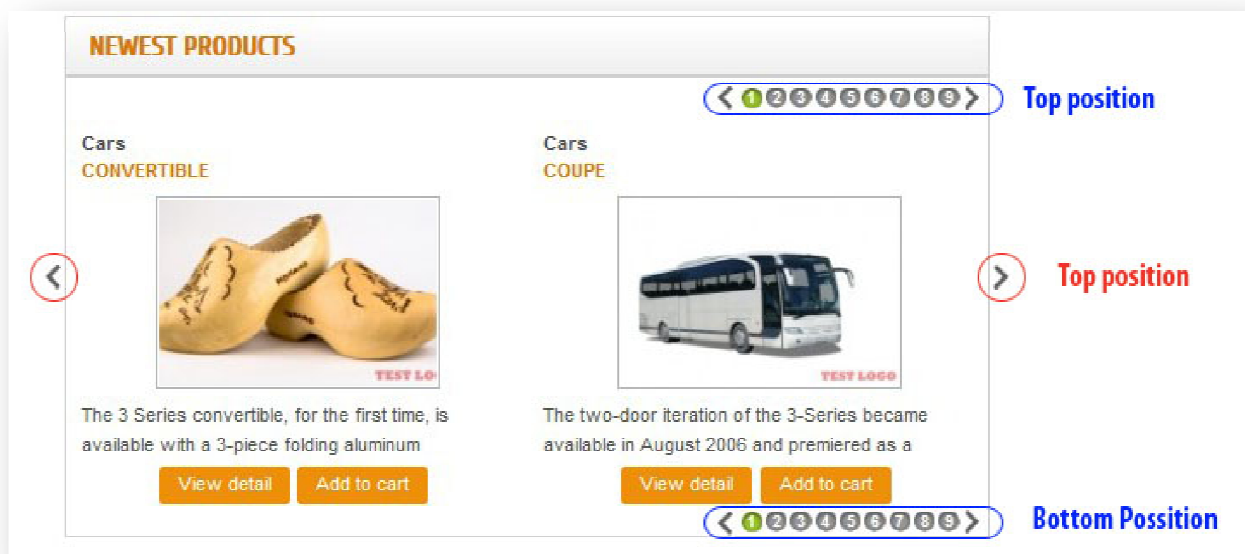 NEWEST PRODUCTS
1 2 3 4 5 6 7 8 9
Top position
Cars
CONVERTIBLE
Cars
COUPE
Top position
TEST LO
TEST LOGO
The 3 Series convertible, for the first time, is
available with a 3-piece folding aluminum
The two-door iteration of the 3-Series became
available in August 2006 and premiered as a
View detail
Add to cart
View detail
Add to cart
1 2 3 4 5 6 7 8 9
Bottom Possition